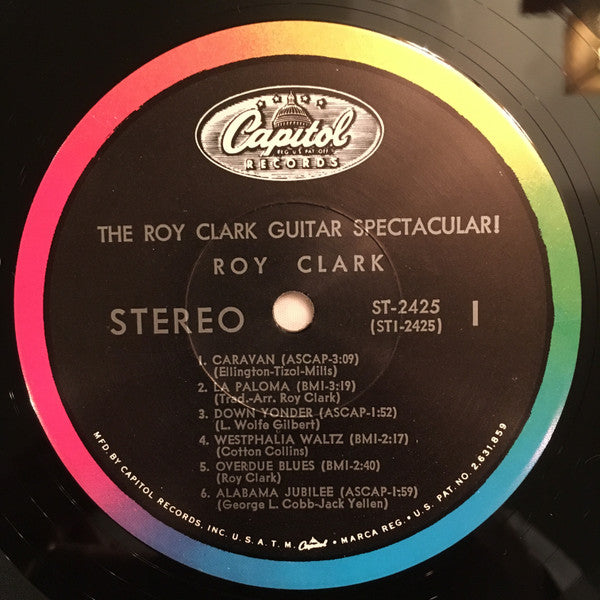 Capitol
REG. U.S. PAT. OFF.
RECORDS
THE ROY CLARK GUITAR SPECTACULAR!
ROY CLARK
STEREO
ST-2425
(ST1-2425)
1
1. CARAVAN (ASCAP-3:09)
(Ellington-Tizol-Mills)
2. LA PALOMA (BMI-3:19)
(Trad.-Arr. Roy Clark)
3. DOWN YONDER (ASCAP-1:52)
(L. Wolfe Gilbert)
4. WESTPHALIA WALTZ (BMI-2:17)
(Cotton Collins)
5. OVERDUE BLUES (BMI-2:40)
(Roy Clark)
6. ALABAMA JUBILEE (ASCAP-1:59)
(George L. Cobb-Jack Yellen)
MFD. BY CAPITOL RECORDS, INC. U.S.A. T.M. Capitol • MARCA REG. • U.S. PAT. NO. 2,631,859